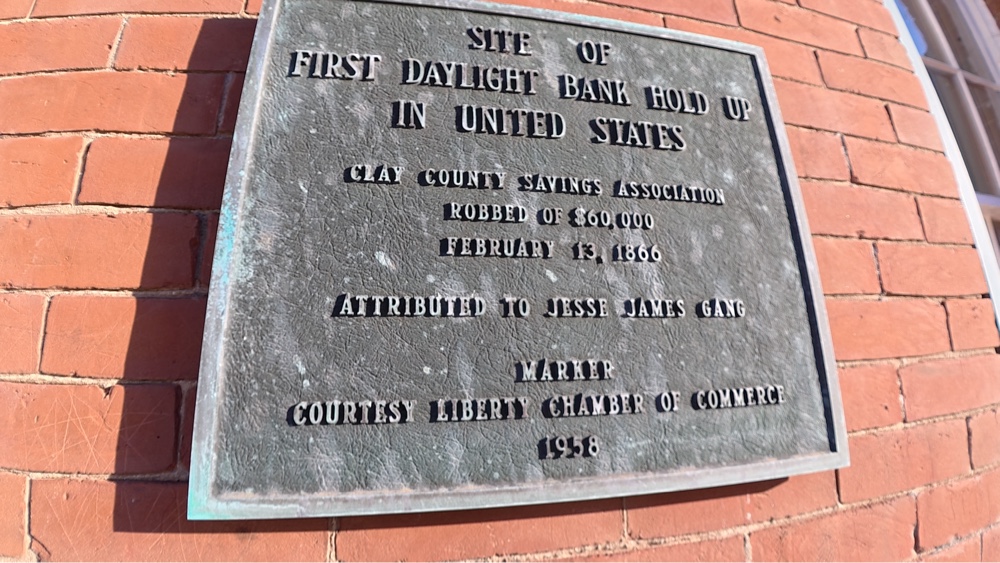 SITE OF
FIRST DAYLIGHT BANK HOLD UP
IN UNITED STATES
CLAY COUNTY SAVINGS ASSOCIATION
ROBBED OF $60,000
FEBRUARY 13, 1866
ATTRIBUTED TO JESSE JAMES GANG
MARKER
COURTESY LIBERTY CHAMBER OF COMMERCE
1958